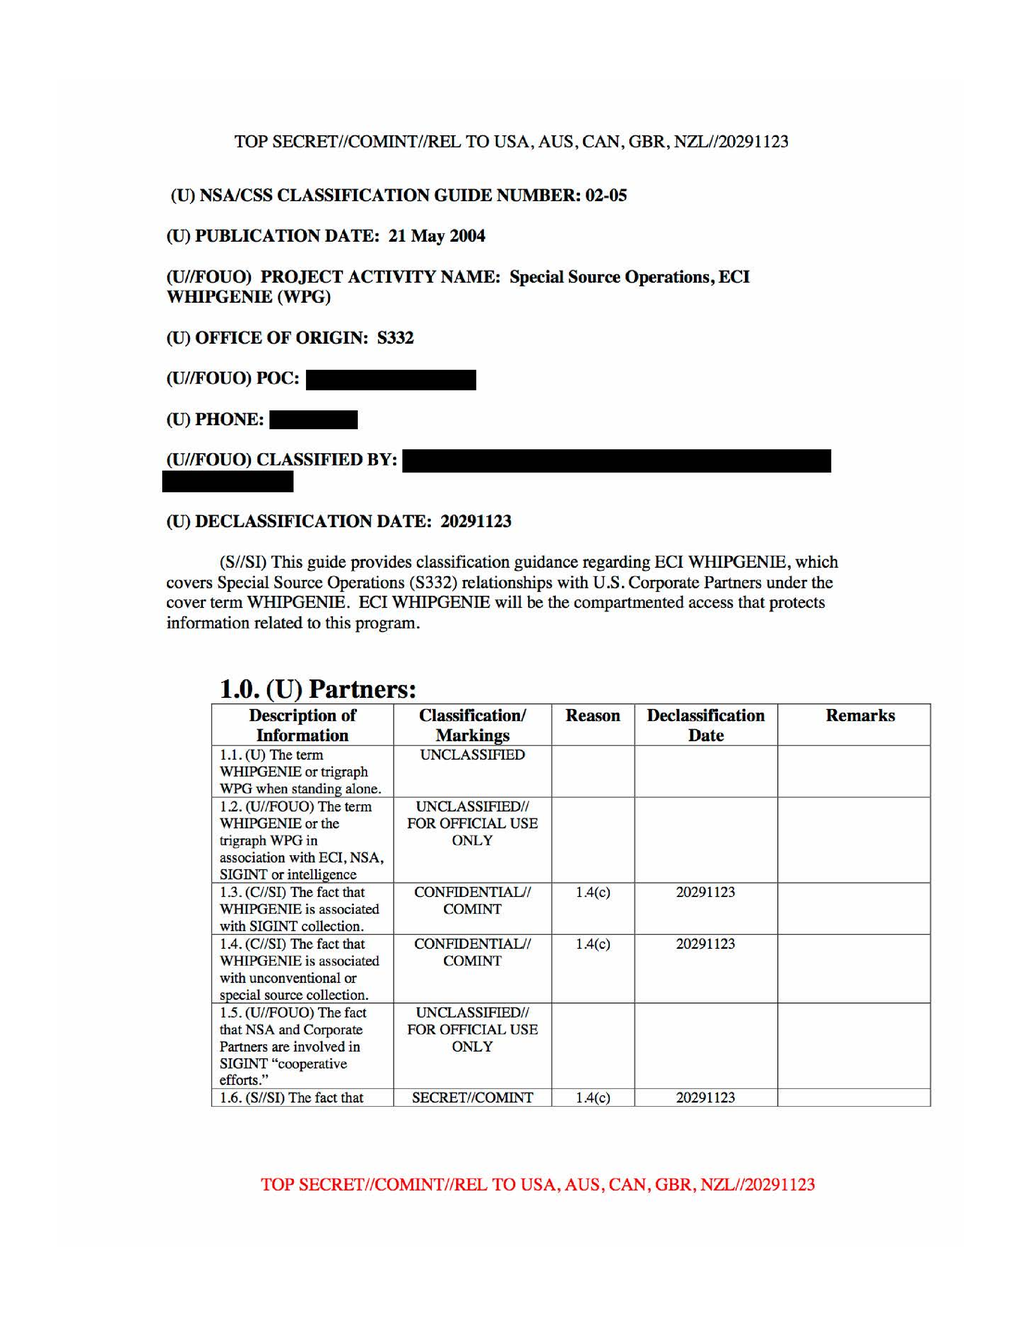 TOP SECRET//COMINT//REL TO USA, AUS, CAN, GBR, NZL//20291123
(U) NSA/CSS CLASSIFICATION GUIDE NUMBER: 02-05
(U) PUBLICATION DATE: 21 May 2004
(U//FOUO) PROJECT ACTIVITY NAME: Special Source Operations, ECI
WHIPGENIE (WPG)
(U) OFFICE OF ORIGIN: S332
(U//FOUO) POC:
(U) PHONE:
(U//FOUO) CLASSIFIED BY:
(U) DECLASSIFICATION DATE: 20291123
(S//SI) This guide provides classification guidance regarding ECI WHIPGENIE, which
covers Special Source Operations (S332) relationships with U.S. Corporate Partners under the
cover term WHIPGENIE. ECI WHIPGENIE will be the compartmented access that protects
information related to this program.
1.0. (U) Partners:
Description of Classification/ Reason Declassification Remarks
Information Markings Date
1.1. (U) The term UNCLASSIFIED
WHIPGENIE or trigraph
WPG when standing alone.
1.2. (U//FOUO) The term UNCLASSIFIED//
WHIPGENIE or the FOR OFFICIAL USE
trigraph WPG in ONLY
association with ECI, NSA,
SIGINT or intelligence
1.3. (C//SI) The fact that CONFIDENTIAL// 1.4(c) 20291123
WHIPGENIE is associated COMINT
with SIGINT collection.
1.4. (C//SI) The fact that CONFIDENTIAL// 1.4(c) 20291123
WHIPGENIE is associated COMINT
with unconventional or
special source collection.
1.5. (U//FOUO) The fact UNCLASSIFIED//
that NSA and Corporate FOR OFFICIAL USE
Partners are involved in ONLY
SIGINT “cooperative
efforts.”
1.6. (S//SI) The fact that SECRET//COMINT 1.4(c) 20291123
TOP SECRET//COMINT//REL TO USA, AUS, CAN, GBR, NZL//20291123